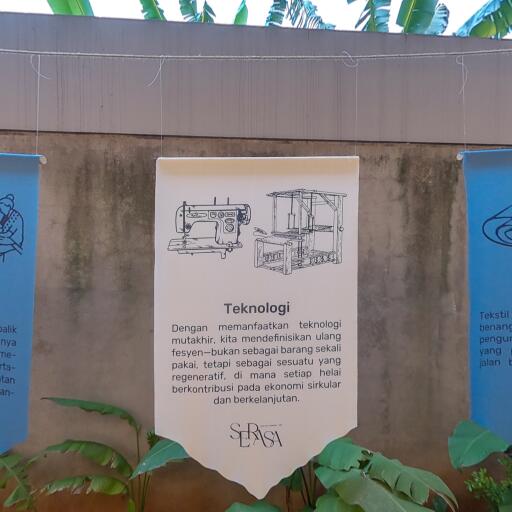 Teknologi
Dengan memanfaatkan teknologi
mutakhir, kita mendefinisikan ulang
fesyen—bukan sebagai barang sekali
pakai, tetapi sebagai sesuatu yang
regeneratif, di mana setiap helai
berkontribusi pada ekonomi sirkular
dan berkelanjutan.
SERASA
Tekstil
benang
yang
jalan